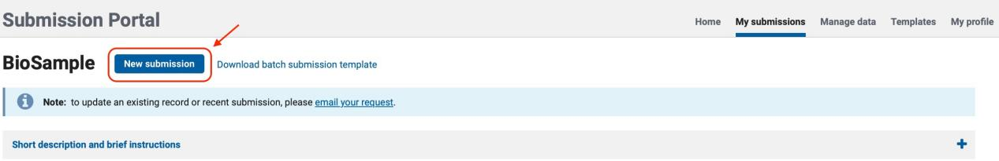 Submission Portal
Home My submissions Manage data Templates My profile
BioSample New submission Download batch submission template
Note: to update an existing record or recent submission, please email your request.
Short description and brief instructions